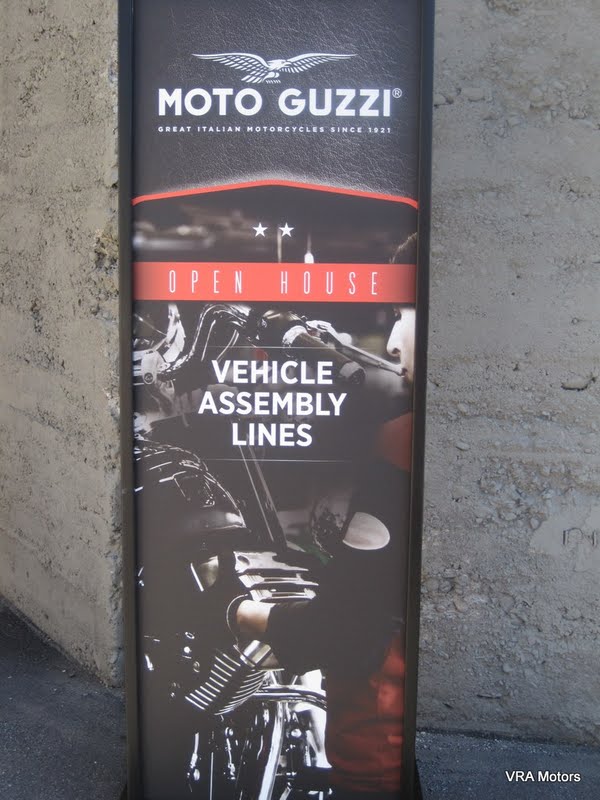 MOTO GUZZI®
GREAT ITALIAN MOTORCYCLES SINCE 1921
OPEN HOUSE
VEHICLE
ASSEMBLY
LINES
VRA Motors